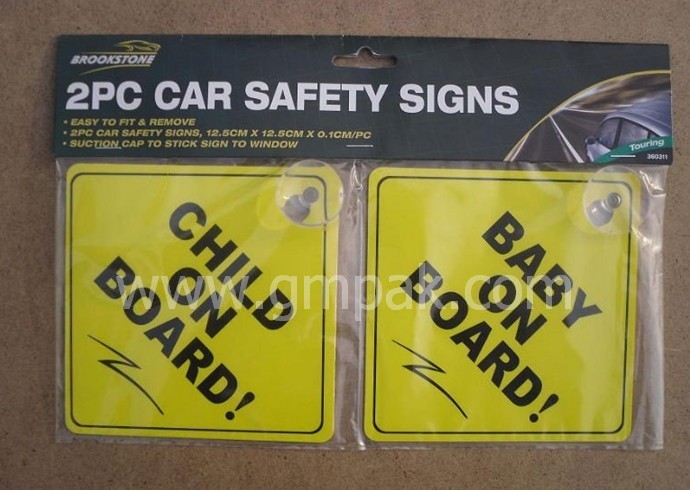 BROOKSTONE
2PC CAR SAFETY SIGNS
• EASY TO FIT & REMOVE
• 2PC CAR SAFETY SIGNS, 12.5CM X 12.5CM X 0.1CM/PC
• SUCTION CAP TO STICK SIGN TO WINDOW
Touring
360311
CHILD
ON
BOARD!
BABY
ON
BOARD!
www.gmpak.com